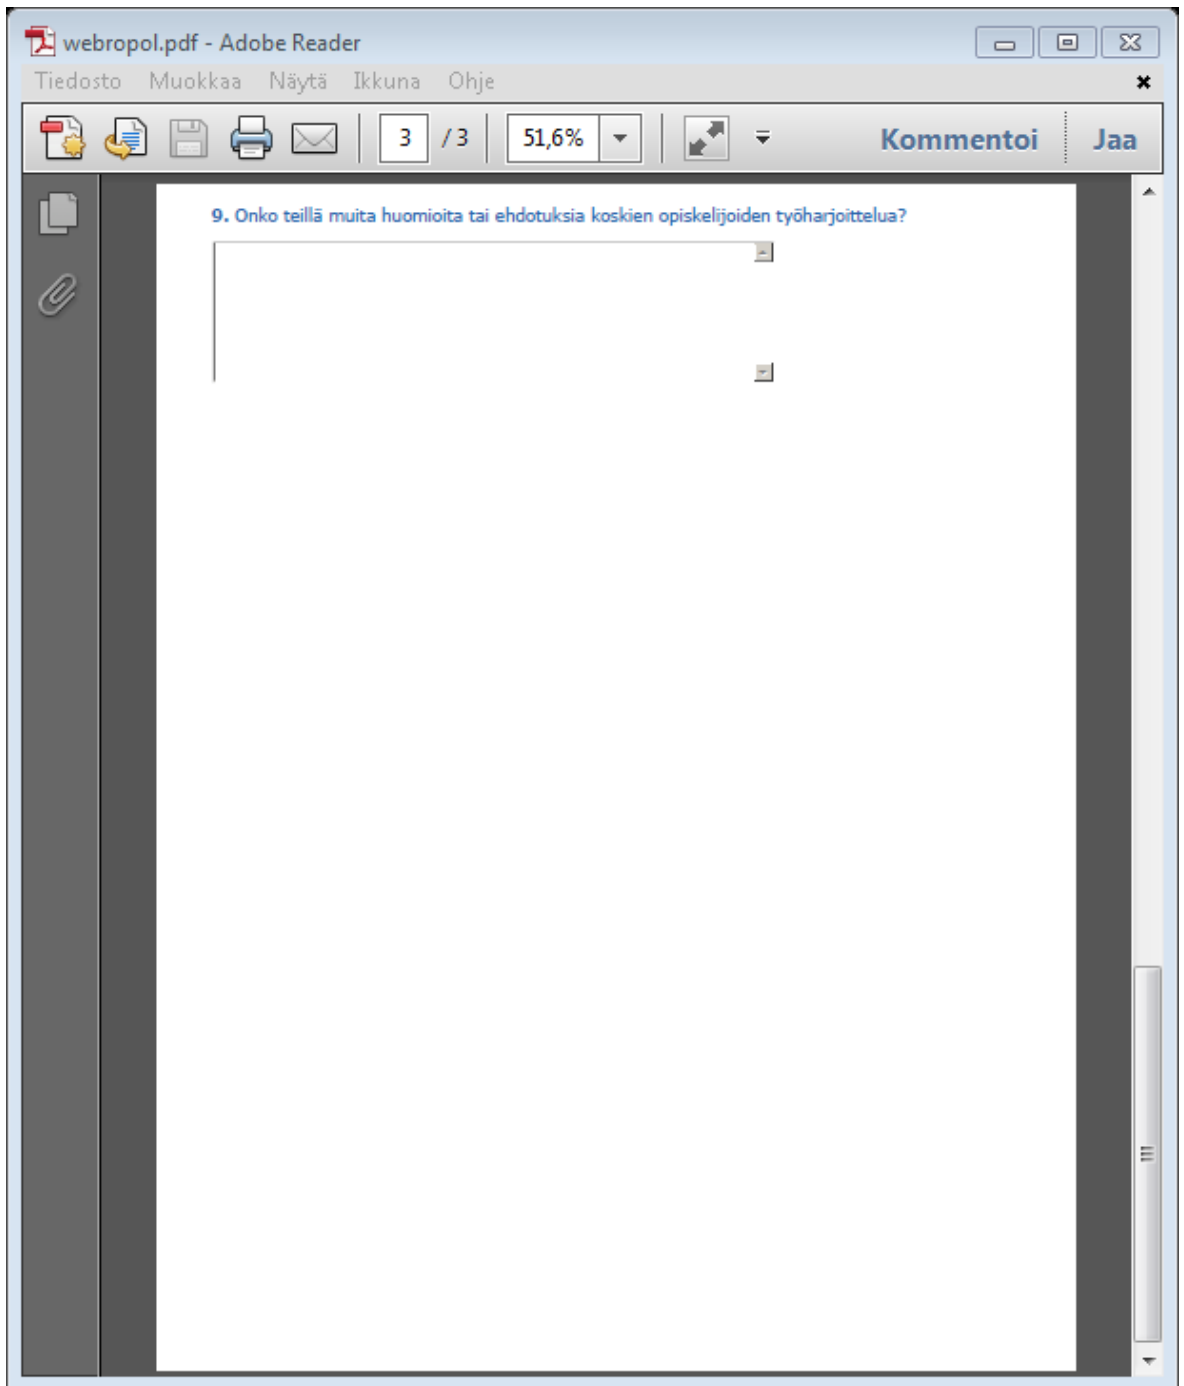 webropol.pdf - Adobe Reader
Tiedosto Muokkaa Näytä Ikkuna Ohje
3 / 3 51,6% Kommentoi Jaa
9. Onko teillä muita huomioita tai ehdotuksia koskien opiskelijoiden työharjoittelua?